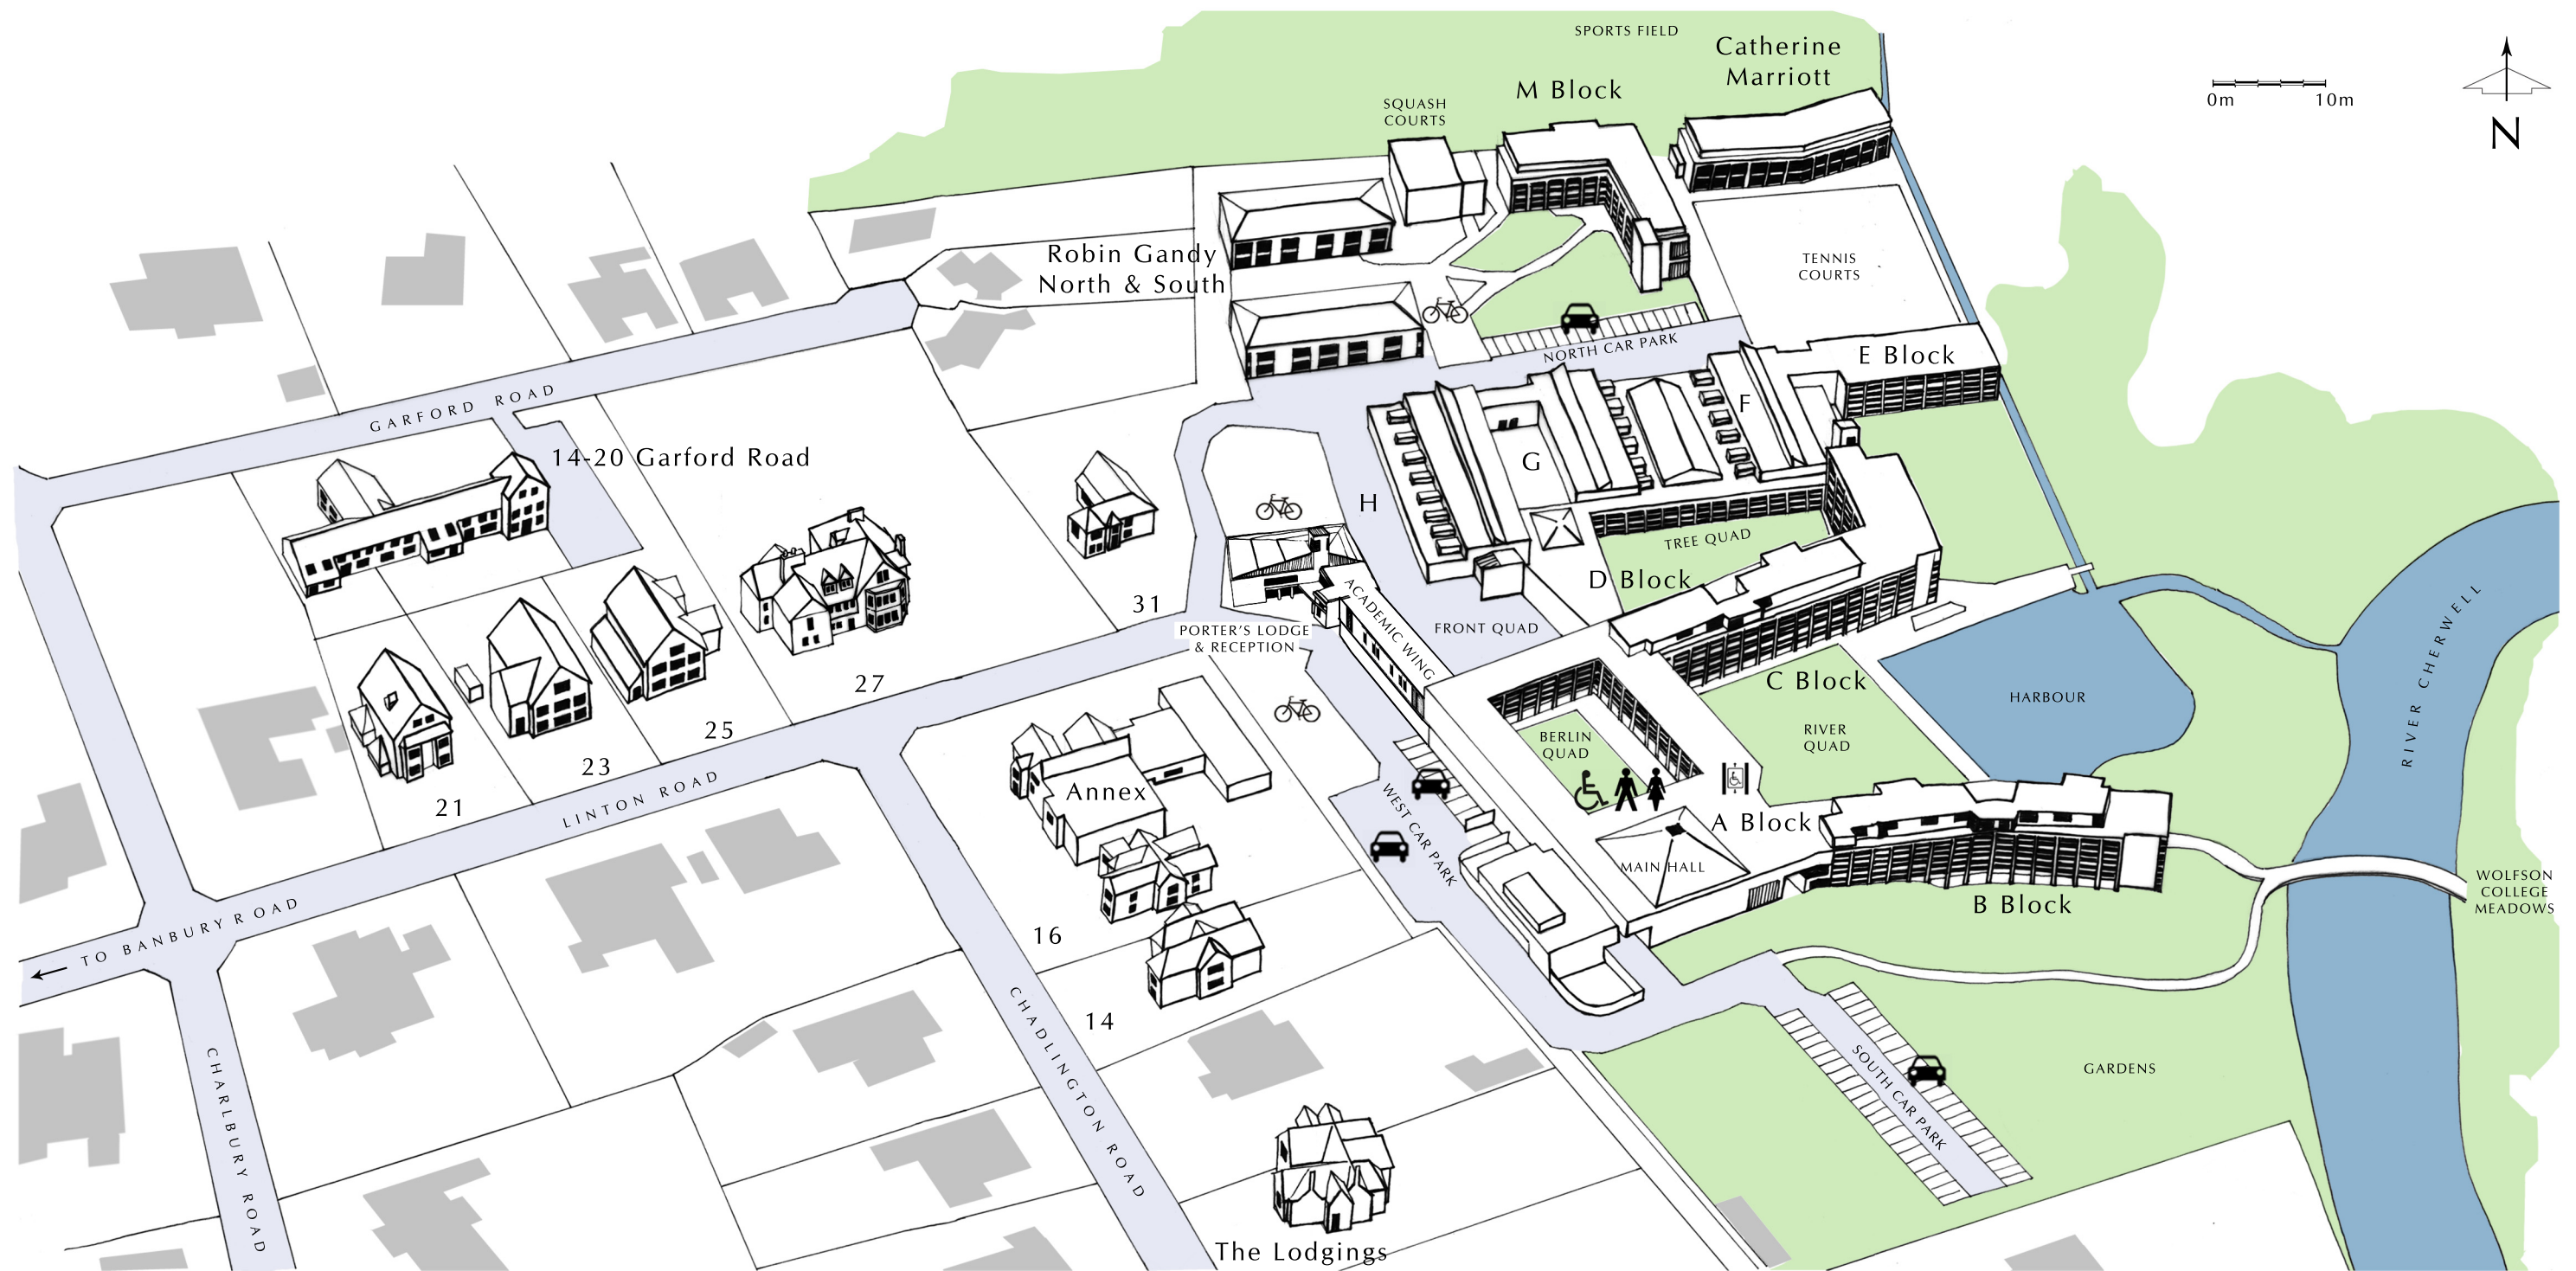 SPORTS FIELD
Catherine
Marriott
M Block
SQUASH
COURTS
0m 10m
N
Robin Gandy
North & South
TENNIS
COURTS
NORTH CAR PARK
E Block
F
G
H
GARFORD ROAD
14-20 Garford Road
TREE QUAD
D Block
ACADEMIC WING
31
PORTER'S LODGE
& RECEPTION
FRONT QUAD
C Block
HARBOUR
RIVER CHERWELL
27
25
23
21
LINTON ROAD
BERLIN
QUAD
RIVER
QUAD
Annex
WEST CAR PARK
A Block
MAIN HALL
B Block
WOLFSON
COLLEGE
MEADOWS
TO BANBURY ROAD
16
14
CHADLINGTON ROAD
CHARLBURY ROAD
SOUTH CAR PARK
GARDENS
The Lodgings